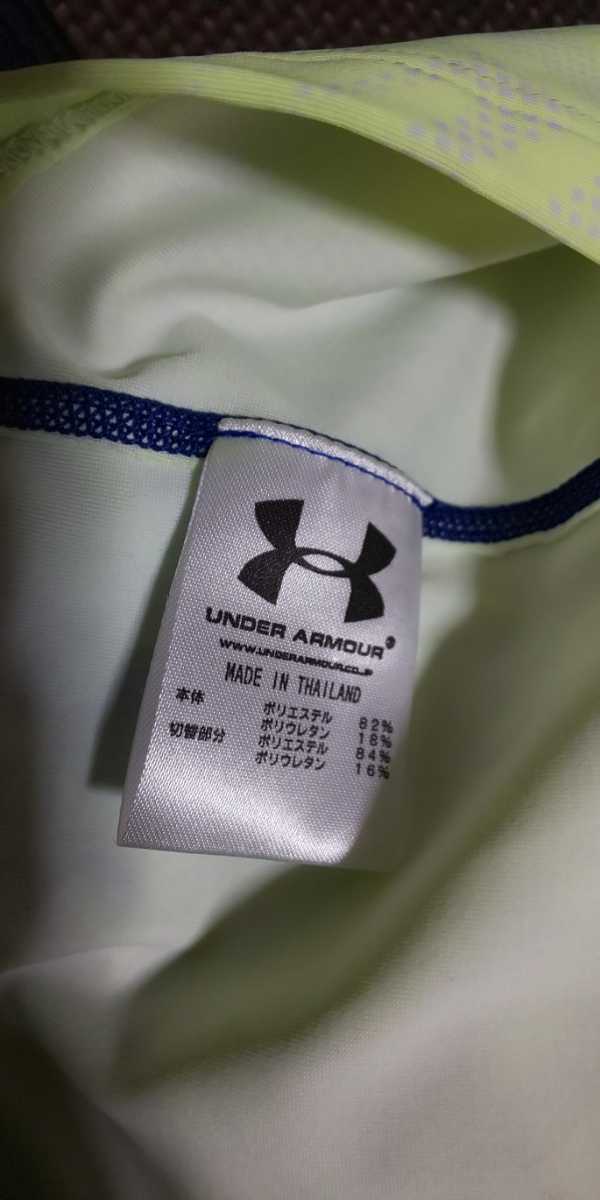 UNDER ARMOUR®
WWW.UNDERARMOUR.CO.JP
MADE IN THAILAND
本体 ポリエステル 82%
ポリウレタン 18%
切替部分 ポリエステル 84%
ポリウレタン 16%